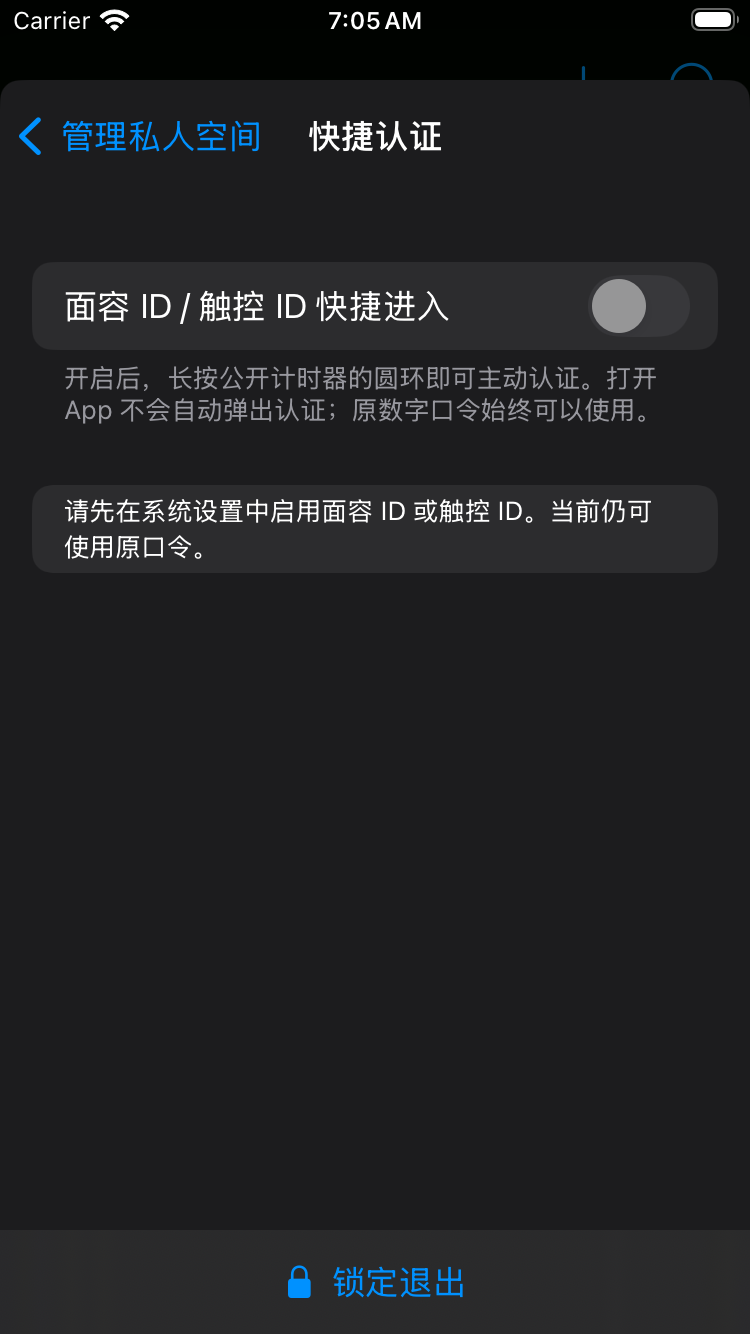 Carrier
7:05 AM
管理私人空间
快捷认证
面容 ID / 触控 ID 快捷进入
开启后，长按公开计时器的圆环即可主动认证。打开
App 不会自动弹出认证；原数字口令始终可以使用。
请先在系统设置中启用面容 ID 或触控 ID。当前仍可
使用原口令。
锁定退出